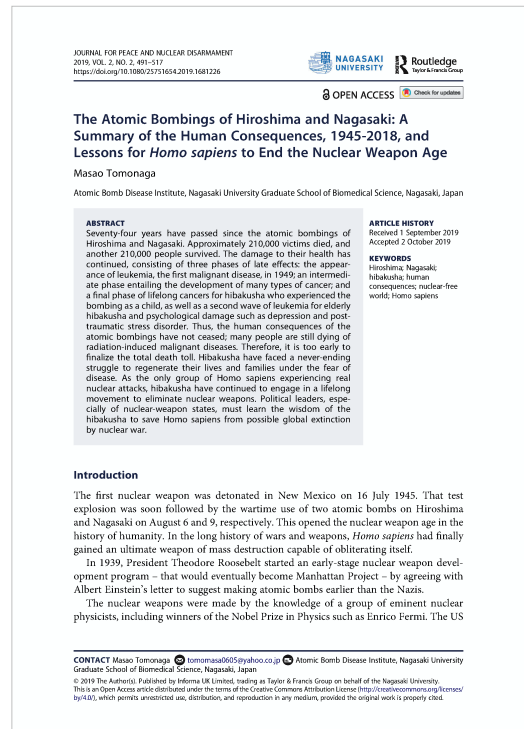 JOURNAL FOR PEACE AND NUCLEAR DISARMAMENT
2019, VOL. 2, NO. 2, 491–517
https://doi.org/10.1080/25751654.2019.1681226
NAGASAKI
UNIVERSITY
Routledge
Taylor & Francis Group
OPEN ACCESS
Check for updates
The Atomic Bombings of Hiroshima and Nagasaki: A
Summary of the Human Consequences, 1945-2018, and
Lessons for Homo sapiens to End the Nuclear Weapon Age
Masao Tomonaga
Atomic Bomb Disease Institute, Nagasaki University Graduate School of Biomedical Science, Nagasaki, Japan
ABSTRACT
Seventy-four years have passed since the atomic bombings of
Hiroshima and Nagasaki. Approximately 210,000 victims died, and
another 210,000 people survived. The damage to their health has
continued, consisting of three phases of late effects: the appear-
ance of leukemia, the first malignant disease, in 1949; an intermedi-
ate phase entailing the development of many types of cancer; and
a final phase of lifelong cancers for hibakusha who experienced the
bombing as a child, as well as a second wave of leukemia for elderly
hibakusha and psychological damage such as depression and post-
traumatic stress disorder. Thus, the human consequences of the
atomic bombings have not ceased; many people are still dying of
radiation-induced malignant diseases. Therefore, it is too early to
finalize the total death toll. Hibakusha have faced a never-ending
struggle to regenerate their lives and families under the fear of
disease. As the only group of Homo sapiens experiencing real
nuclear attacks, hibakusha have continued to engage in a lifelong
movement to eliminate nuclear weapons. Political leaders, espe-
cially of nuclear-weapon states, must learn the wisdom of the
hibakusha to save Homo sapiens from possible global extinction
by nuclear war.
ARTICLE HISTORY
Received 1 September 2019
Accepted 2 October 2019
KEYWORDS
Hiroshima; Nagasaki;
hibakusha; human
consequences; nuclear-free
world; Homo sapiens
Introduction
The first nuclear weapon was detonated in New Mexico on 16 July 1945. That test
explosion was soon followed by the wartime use of two atomic bombs on Hiroshima
and Nagasaki on August 6 and 9, respectively. This opened the nuclear weapon age in the
history of humanity. In the long history of wars and weapons, Homo sapiens had finally
gained an ultimate weapon of mass destruction capable of obliterating itself.
In 1939, President Theodore Roosebelt started an early-stage nuclear weapon devel-
opment program – that would eventually become Manhattan Project – by agreeing with
Albert Einstein's letter to suggest making atomic bombs earlier than the Nazis.
The nuclear weapons were made by the knowledge of a group of eminent nuclear
physicists, including winners of the Nobel Prize in Physics such as Enrico Fermi. The US
CONTACT Masao Tomonaga tomomasa0605@yahoo.co.jp Atomic Bomb Disease Institute, Nagasaki University
Graduate School of Biomedical Science, Nagasaki, Japan
© 2019 The Author(s). Published by Informa UK Limited, trading as Taylor & Francis Group on behalf of the Nagasaki University.
This is an Open Access article distributed under the terms of the Creative Commons Attribution License (http://creativecommons.org/licenses/
by/4.0/), which permits unrestricted use, distribution, and reproduction in any medium, provided the original work is properly cited.